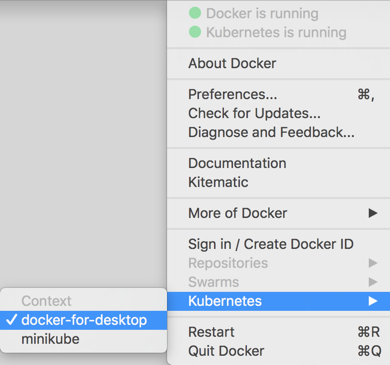 Docker is running
Kubernetes is running
About Docker
Preferences... ⌘,
Check for Updates...
Diagnose and Feedback...
Documentation
Kitematic
More of Docker ▶
Sign in / Create Docker ID
Repositories ▶
Swarms ▶
Kubernetes ▶
Context
✓ docker-for-desktop
minikube
Restart ⌘R
Quit Docker ⌘Q